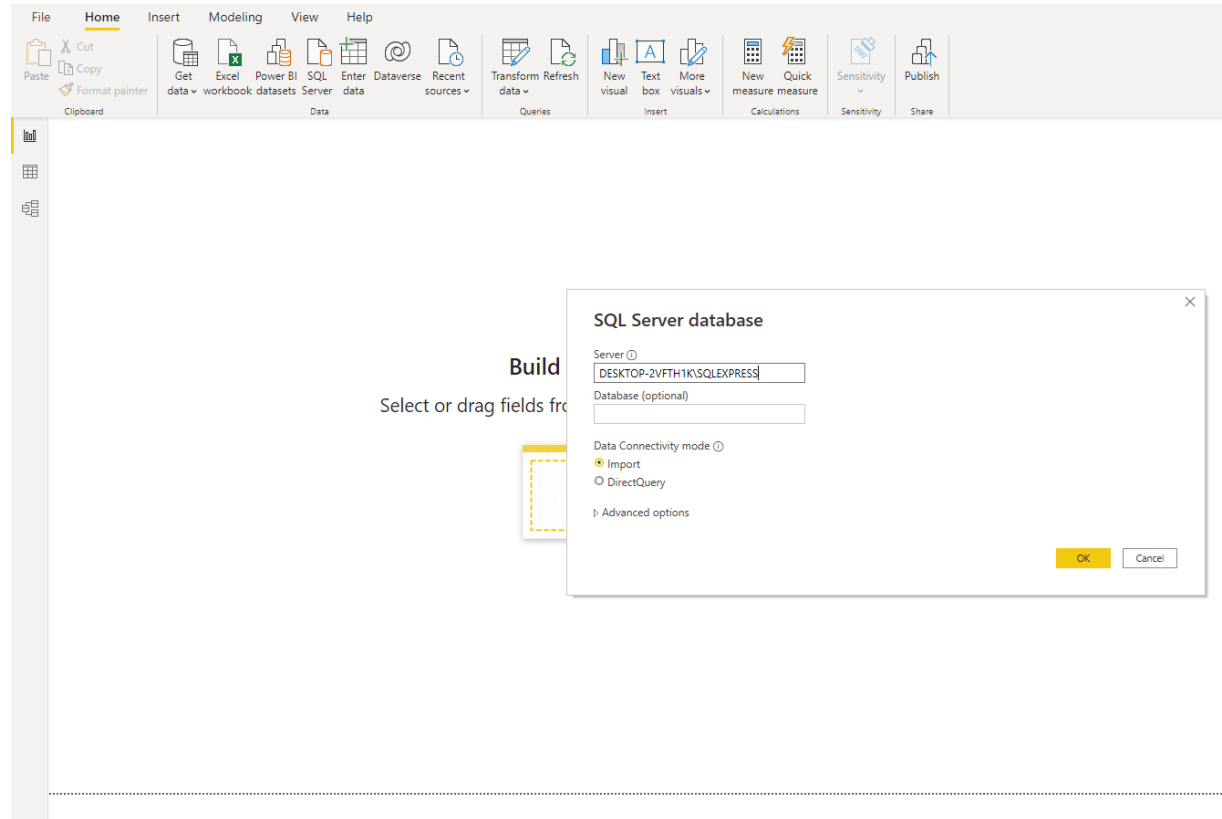 File Home Insert Modeling View Help
Paste
Cut
Copy
Format painter
Clipboard
Get data
Excel workbook
Power BI datasets
SQL Server
Enter data
Dataverse
Recent sources
Data
Transform data
Refresh
Queries
New visual
Text box
More visuals
Insert
New measure
Quick measure
Calculations
Sensitivity
Sensitivity
Publish
Share
Build
Select or drag fields fro
SQL Server database
Server
DESKTOP-2VFTH1K\SQLEXPRESS
Database (optional)
Data Connectivity mode
Import
DirectQuery
Advanced options
OK Cancel